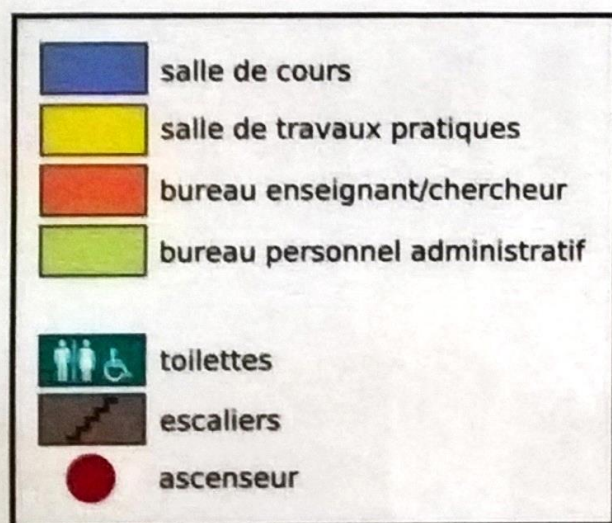 salle de cours
salle de travaux pratiques
bureau enseignant/chercheur
bureau personnel administratif
toilettes
escaliers
ascenseur